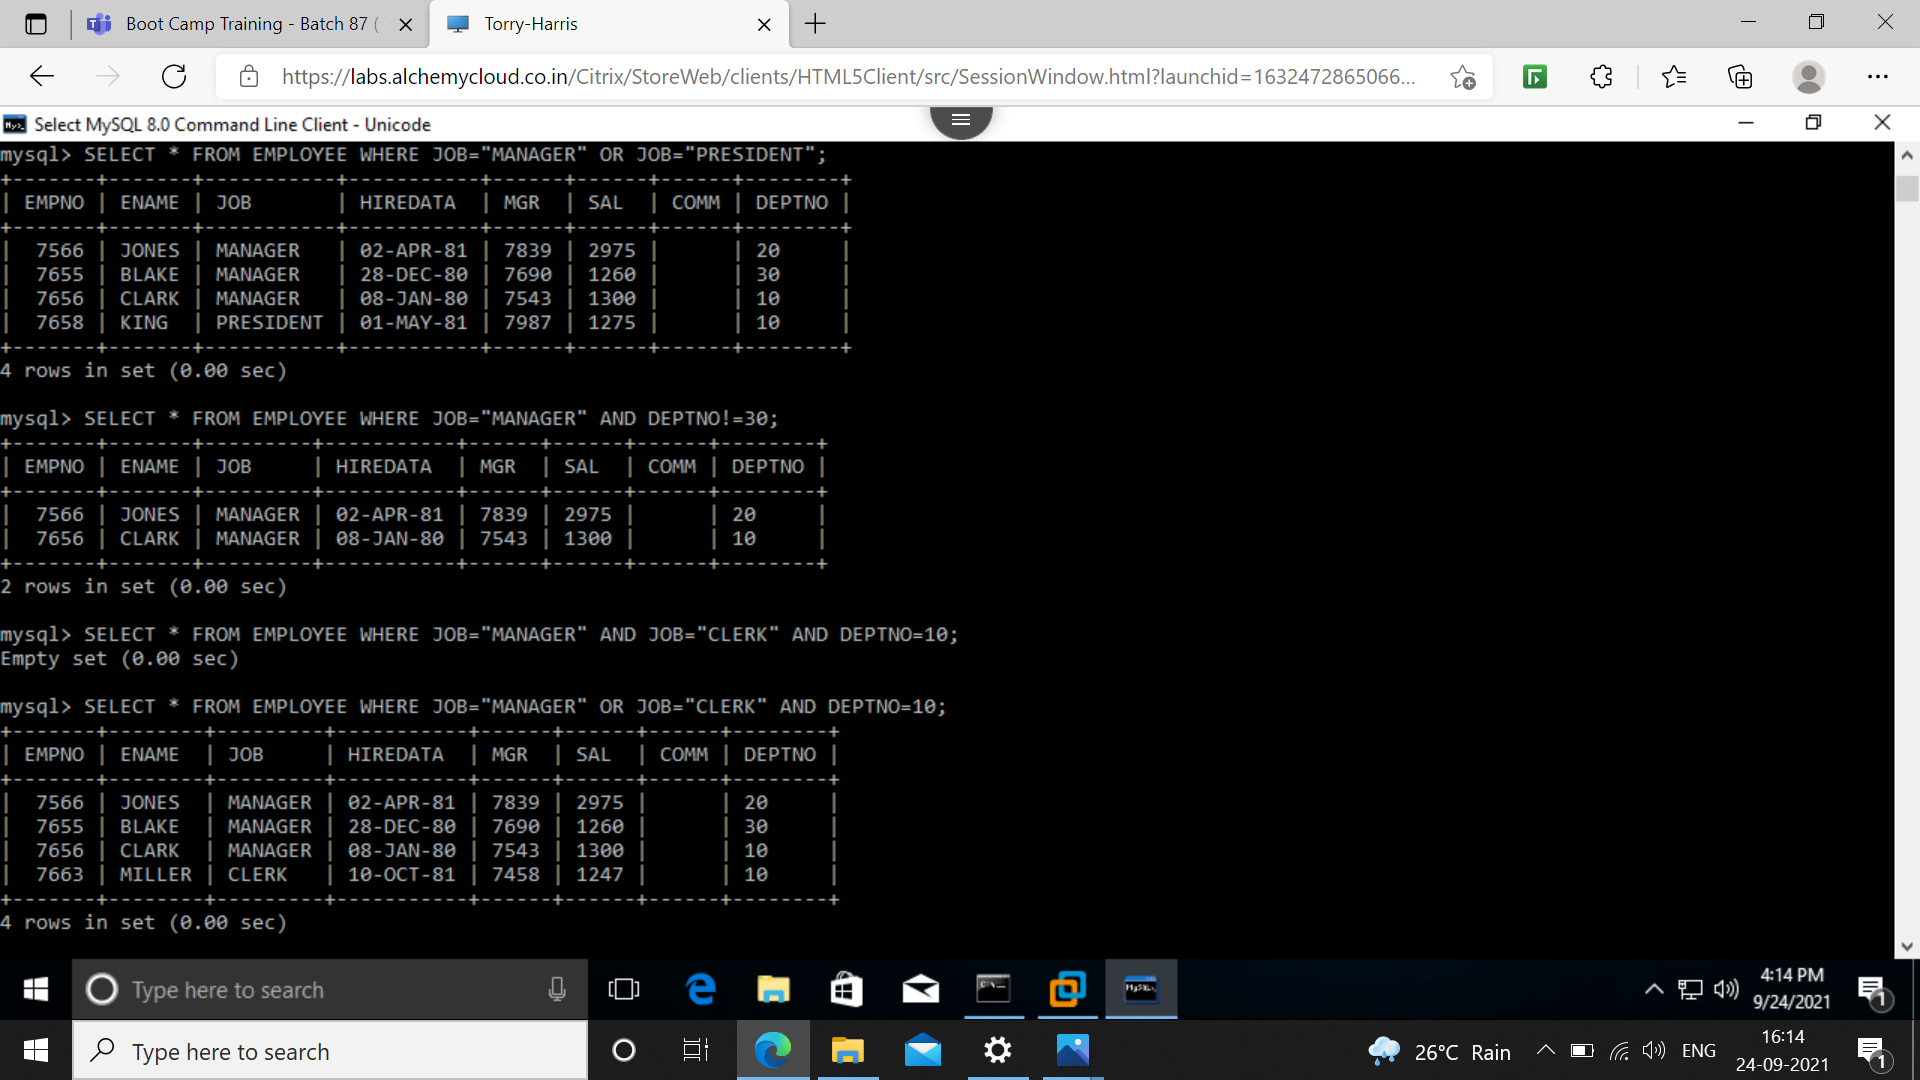 Boot Camp Training - Batch 87 (
Torry-Harris
https://labs.alchemycloud.co.in/Citrix/StoreWeb/clients/HTML5Client/src/SessionWindow.html?launchid=1632472865066...
Select MySQL 8.0 Command Line Client - Unicode
mysql> SELECT * FROM EMPLOYEE WHERE JOB="MANAGER" OR JOB="PRESIDENT";
+-------+-------+-----------+-----------+------+------+------+--------+
| EMPNO | ENAME | JOB       | HIREDATA  | MGR  | SAL  | COMM | DEPTNO |
+-------+-------+-----------+-----------+------+------+------+--------+
|  7566 | JONES | MANAGER   | 02-APR-81 | 7839 | 2975 |      | 20     |
|  7655 | BLAKE | MANAGER   | 28-DEC-80 | 7690 | 1260 |      | 30     |
|  7656 | CLARK | MANAGER   | 08-JAN-80 | 7543 | 1300 |      | 10     |
|  7658 | KING  | PRESIDENT | 01-MAY-81 | 7987 | 1275 |      | 10     |
+-------+-------+-----------+-----------+------+------+------+--------+
4 rows in set (0.00 sec)
mysql> SELECT * FROM EMPLOYEE WHERE JOB="MANAGER" AND DEPTNO!=30;
+-------+-------+---------+-----------+------+------+------+--------+
| EMPNO | ENAME | JOB     | HIREDATA  | MGR  | SAL  | COMM | DEPTNO |
+-------+-------+---------+-----------+------+------+------+--------+
|  7566 | JONES | MANAGER | 02-APR-81 | 7839 | 2975 |      | 20     |
|  7656 | CLARK | MANAGER | 08-JAN-80 | 7543 | 1300 |      | 10     |
+-------+-------+---------+-----------+------+------+------+--------+
2 rows in set (0.00 sec)
mysql> SELECT * FROM EMPLOYEE WHERE JOB="MANAGER" AND JOB="CLERK" AND DEPTNO=10;
Empty set (0.00 sec)
mysql> SELECT * FROM EMPLOYEE WHERE JOB="MANAGER" OR JOB="CLERK" AND DEPTNO=10;
+-------+--------+---------+-----------+------+------+------+--------+
| EMPNO | ENAME  | JOB     | HIREDATA  | MGR  | SAL  | COMM | DEPTNO |
+-------+--------+---------+-----------+------+------+------+--------+
|  7566 | JONES  | MANAGER | 02-APR-81 | 7839 | 2975 |      | 20     |
|  7655 | BLAKE  | MANAGER | 28-DEC-80 | 7690 | 1260 |      | 30     |
|  7656 | CLARK  | MANAGER | 08-JAN-80 | 7543 | 1300 |      | 10     |
|  7663 | MILLER | CLERK   | 10-OCT-81 | 7458 | 1247 |      | 10     |
+-------+--------+---------+-----------+------+------+------+--------+
4 rows in set (0.00 sec)
Type here to search
4:14 PM
9/24/2021
1
Type here to search
26°C Rain
ENG
16:14
24-09-2021
1